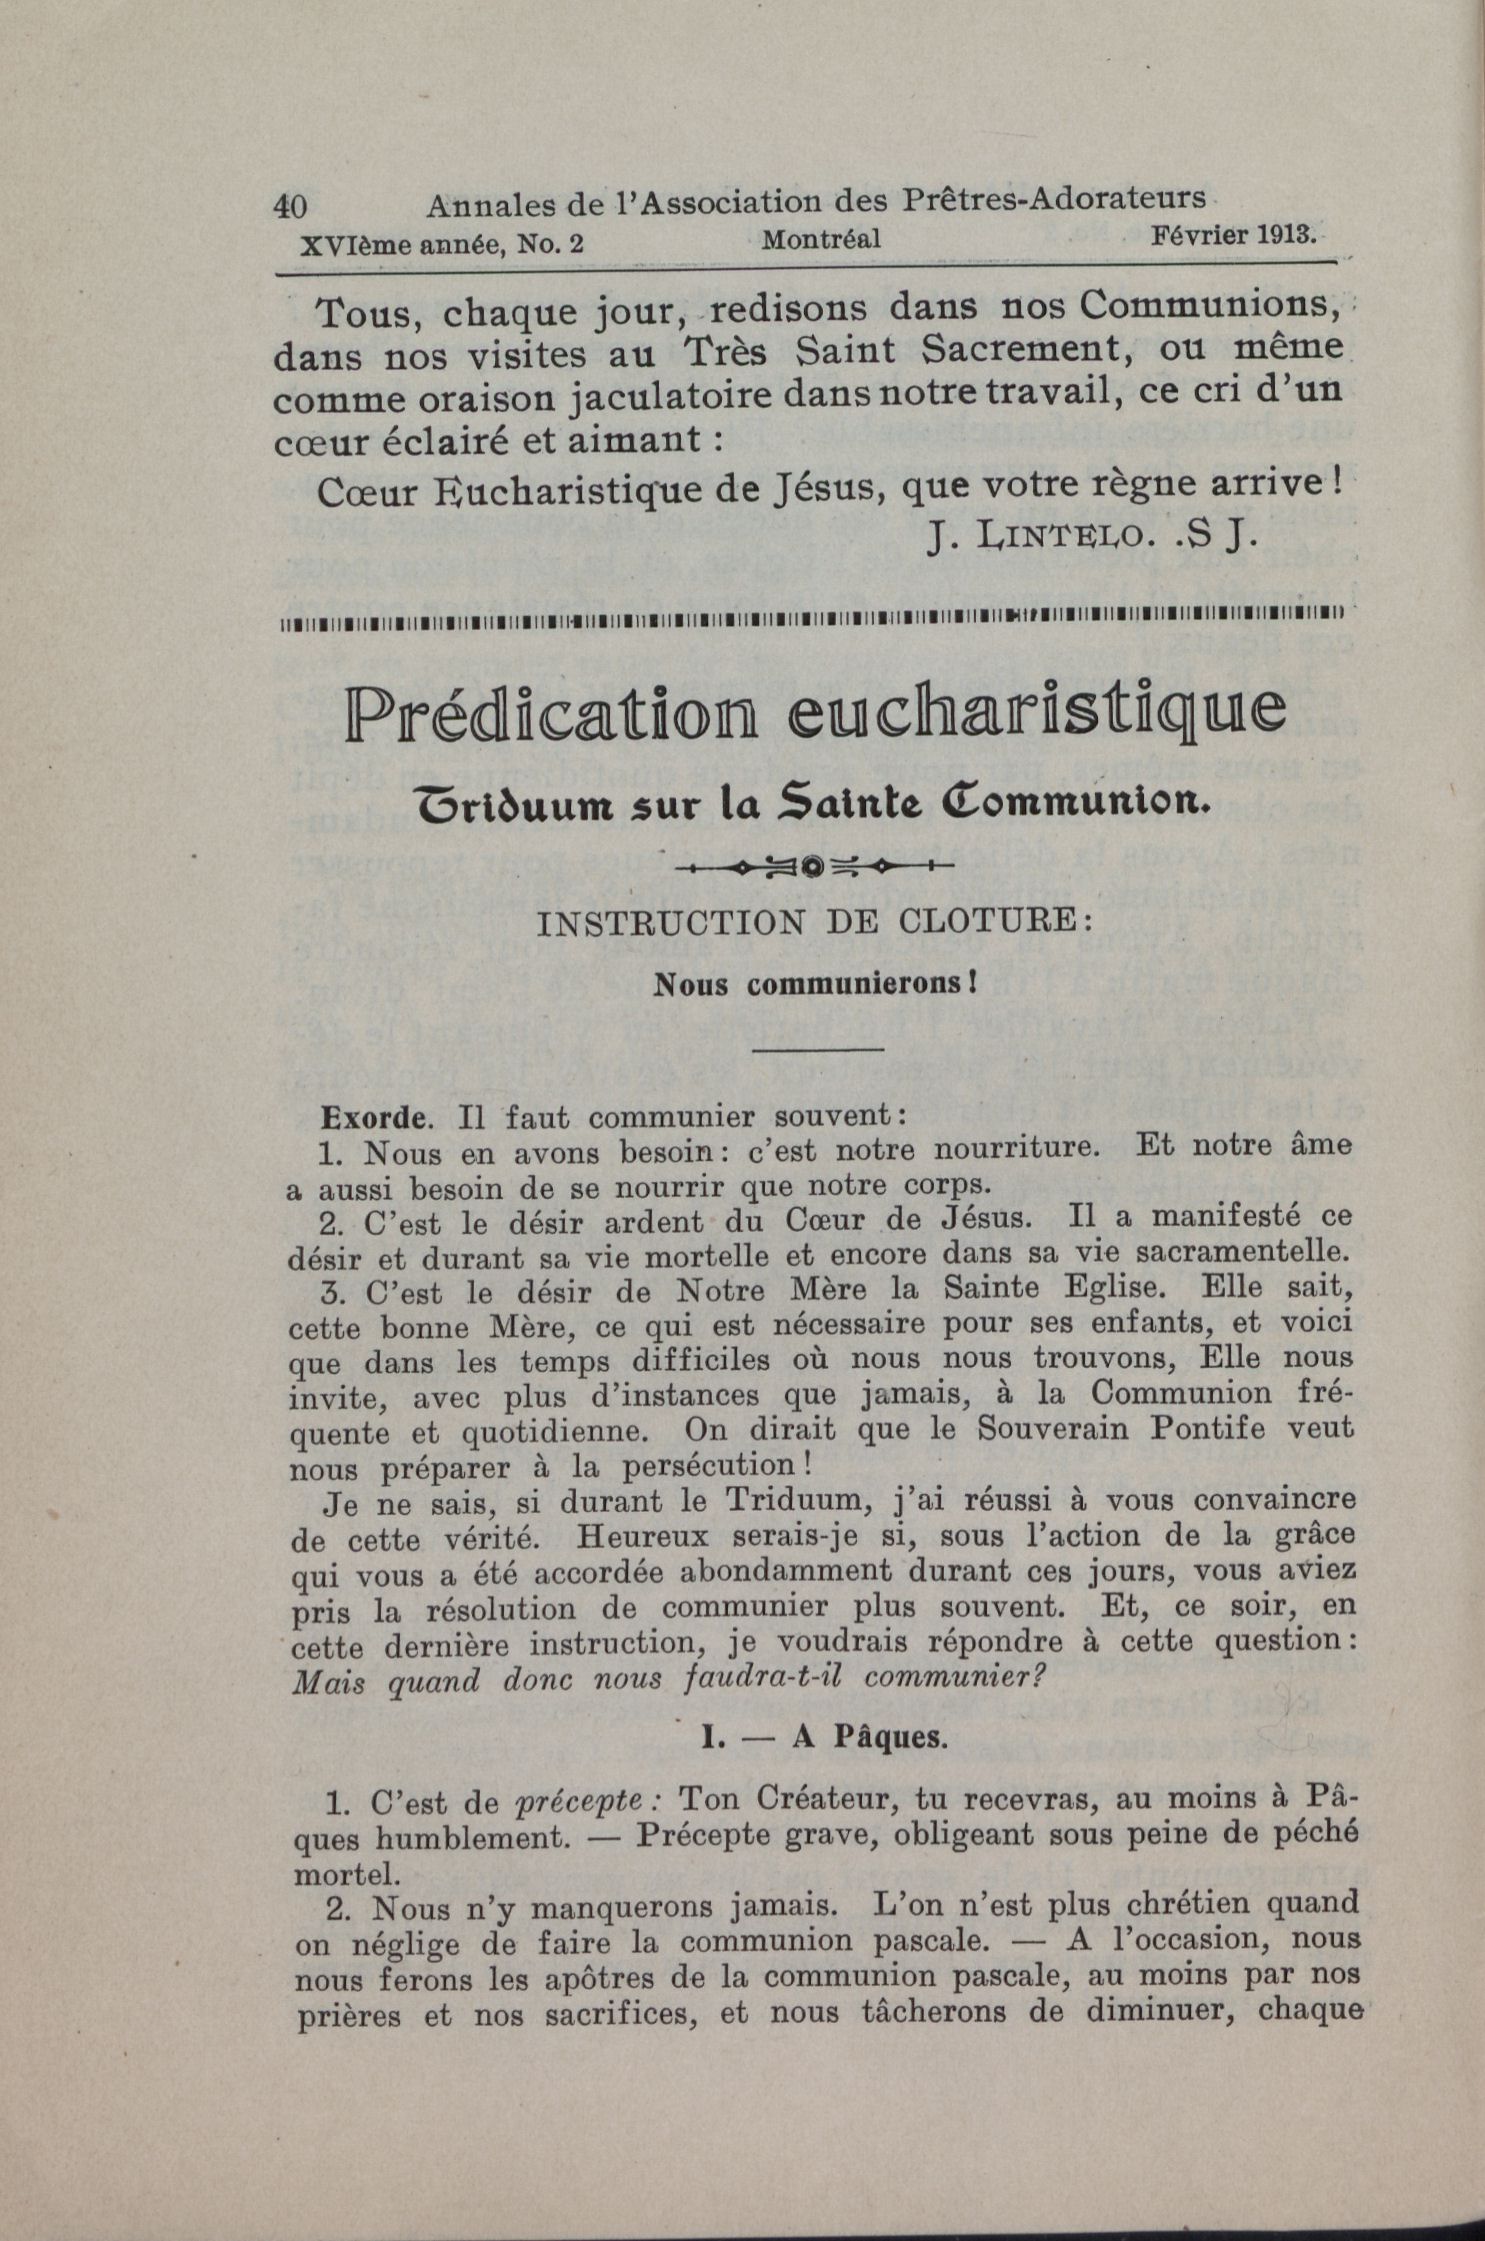 40 Annales de l'Association des Prêtres-Adorateurs
XVIème année, No. 2 Montréal Février 1913.
Tous, chaque jour, redisons dans nos Communions,
dans nos visites au Très Saint Sacrement, ou même
comme oraison jaculatoire dans notre travail, ce cri d'un
cœur éclairé et aimant :
Cœur Eucharistique de Jésus, que votre règne arrive !
J. LINTELO. .S J.
Prédication eucharistique
Triduum sur la Sainte Communion.
INSTRUCTION DE CLOTURE:
Nous communierons !
Exorde. Il faut communier souvent :
1. Nous en avons besoin : c'est notre nourriture. Et notre âme
a aussi besoin de se nourrir que notre corps.
2. C'est le désir ardent du Cœur de Jésus. Il a manifesté ce
désir et durant sa vie mortelle et encore dans sa vie sacramentelle.
3. C'est le désir de Notre Mère la Sainte Eglise. Elle sait,
cette bonne Mère, ce qui est nécessaire pour ses enfants, et voici
que dans les temps difficiles où nous nous trouvons, Elle nous
invite, avec plus d'instances que jamais, à la Communion fré-
quente et quotidienne. On dirait que le Souverain Pontife veut
nous préparer à la persécution !
Je ne sais, si durant le Triduum, j'ai réussi à vous convaincre
de cette vérité. Heureux serais-je si, sous l'action de la grâce
qui vous a été accordée abondamment durant ces jours, vous aviez
pris la résolution de communier plus souvent. Et, ce soir, en
cette dernière instruction, je voudrais répondre à cette question :
Mais quand donc nous faudra-t-il communier?
I. — A Pâques.
1. C'est de précepte : Ton Créateur, tu recevras, au moins à Pâ-
ques humblement. — Précepte grave, obligeant sous peine de péché
mortel.
2. Nous n'y manquerons jamais. L'on n'est plus chrétien quand
on néglige de faire la communion pascale. — A l'occasion, nous
nous ferons les apôtres de la communion pascale, au moins par nos
prières et nos sacrifices, et nous tâcherons de diminuer, chaque